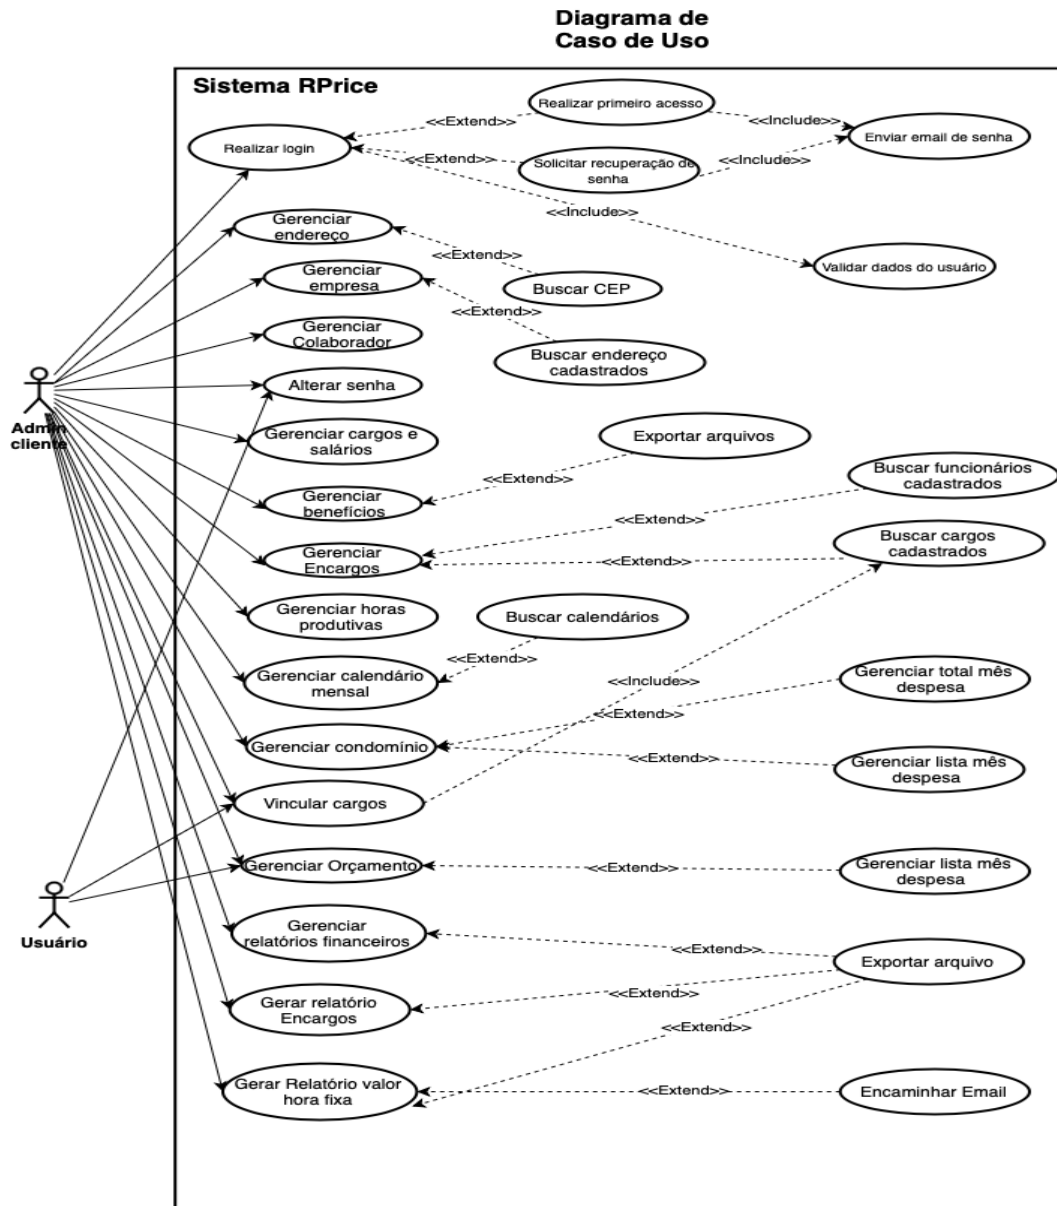 Diagrama de
Caso de Uso
Sistema RPrice
Realizar primeiro acesso
<<Extend>>
<<Include>>
Enviar email de senha
Realizar login
<<Extend>>
Solicitar recuperação de
senha
<<Include>>
<<Include>>
Gerenciar
endereço
<<Extend>>
Validar dados do usuário
Gerenciar
empresa
Buscar CEP
<<Extend>>
Gerenciar
Colaborador
Buscar endereço
cadastrados
Alterar senha
Admin
cliente
Gerenciar cargos e
salários
Exportar arquivos
<<Extend>>
Gerenciar
benefícios
Buscar funcionários
cadastrados
<<Extend>>
Buscar cargos
cadastrados
Gerenciar
Encargos
<<Extend>>
Gerenciar horas
produtivas
Buscar calendários
<<Extend>>
Gerenciar calendário
mensal
<<Include>>
Gerenciar total mês
despesa
<<Extend>>
Gerenciar condomínio
<<Extend>>
Gerenciar lista mês
despesa
Vincular cargos
Gerenciar Orçamento
<<Extend>>
Gerenciar lista mês
despesa
Usuário
Gerenciar
relatórios financeiros
<<Extend>>
Exportar arquivo
Gerar relatório
Encargos
<<Extend>>
<<Extend>>
Gerar Relatório valor
hora fixa
<<Extend>>
Encaminhar Email